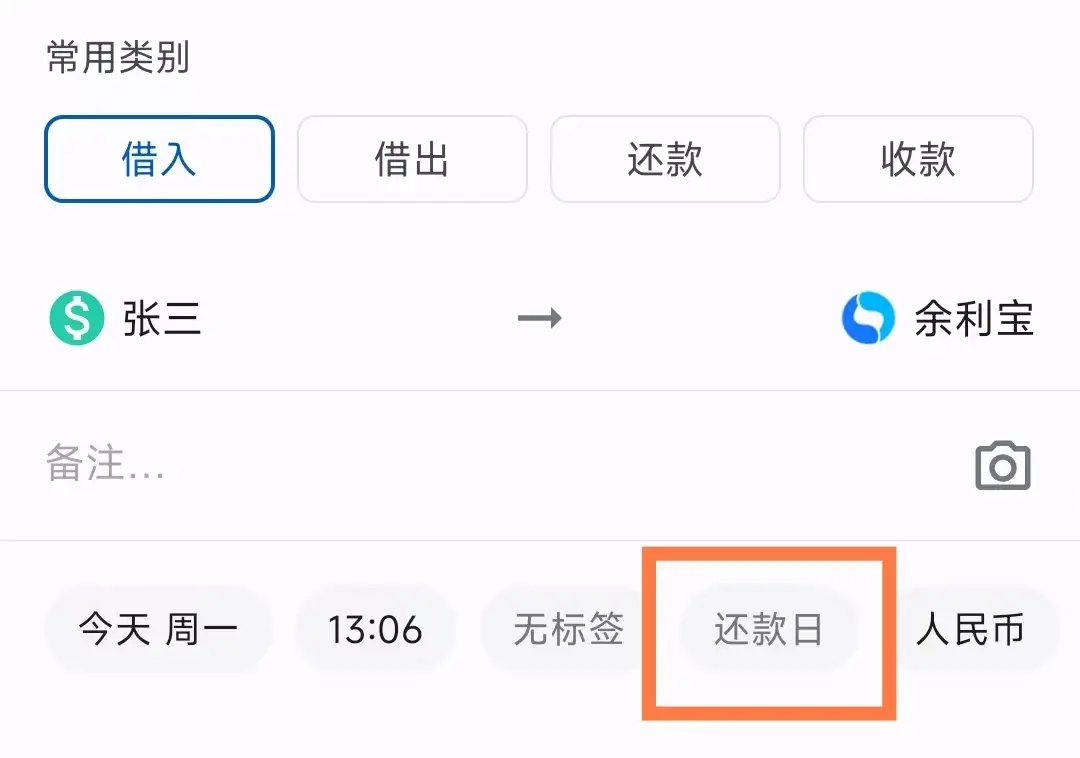 常用类别
借入 借出 还款 收款
张三 → 余利宝
备注...
今天 周一 13:06 无标签 还款日 人民币